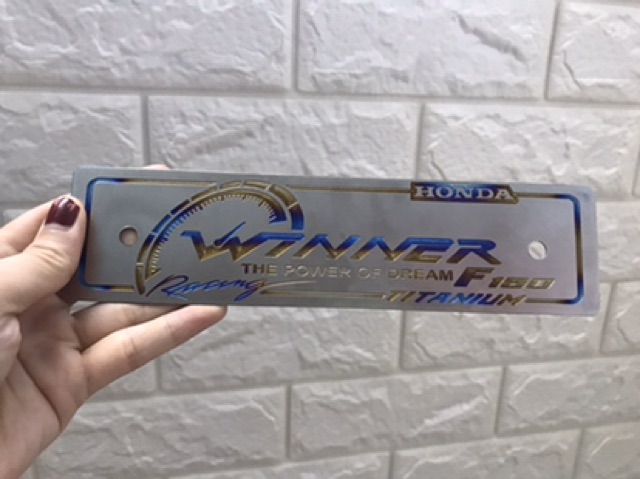 HONDA
WINNER
THE POWER OF DREAM F150
Racing TITANIUM